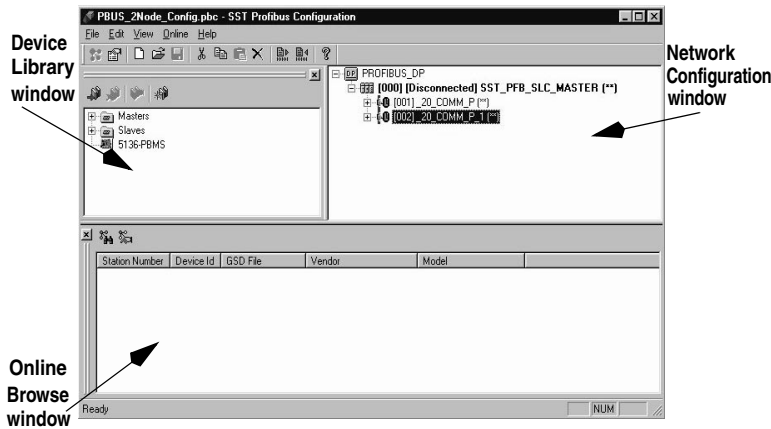 PBUS_2Node_Config.pbc - SST Profibus Configuration
File Edit View Online Help
Device
Library
window
Masters
Slaves
5136-PBMS
PROFIBUS_DP
[000] [Disconnected] SST_PFB_SLC_MASTER (**)
[001] _20_COMM_P (**)
[002] _20_COMM_P_1 (**)
Network
Configuration
window
Station Number Device Id GSD File Vendor Model
Online
Browse
window
Ready NUM